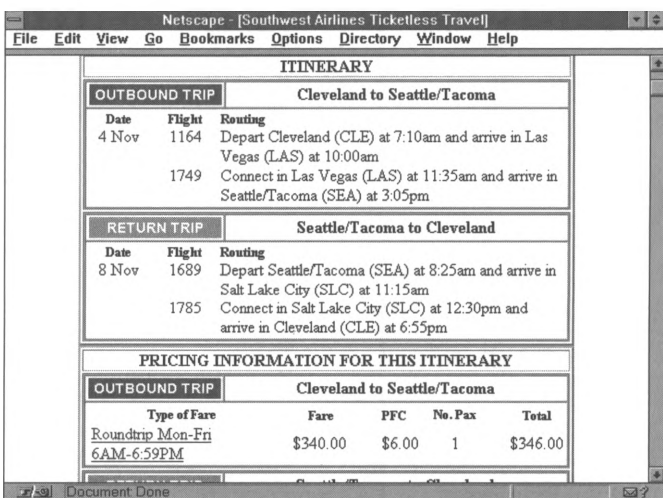 Netscape - [Southwest Airlines Ticketless Travel]
File Edit View Go Bookmarks Options Directory Window Help
ITINERARY
OUTBOUND TRIP Cleveland to Seattle/Tacoma
Date Flight Routing
4 Nov 1164 Depart Cleveland (CLE) at 7:10am and arrive in Las
Vegas (LAS) at 10:00am
1749 Connect in Las Vegas (LAS) at 11:35am and arrive in
Seattle/Tacoma (SEA) at 3:05pm
RETURN TRIP Seattle/Tacoma to Cleveland
Date Flight Routing
8 Nov 1689 Depart Seattle/Tacoma (SEA) at 8:25am and arrive in
Salt Lake City (SLC) at 11:15am
1785 Connect in Salt Lake City (SLC) at 12:30pm and
arrive in Cleveland (CLE) at 6:55pm
PRICING INFORMATION FOR THIS ITINERARY
OUTBOUND TRIP Cleveland to Seattle/Tacoma
Type of Fare Fare PFC No. Pax Total
Roundtrip Mon-Fri
6AM-6:59PM $340.00 $6.00 1 $346.00
Document: Done